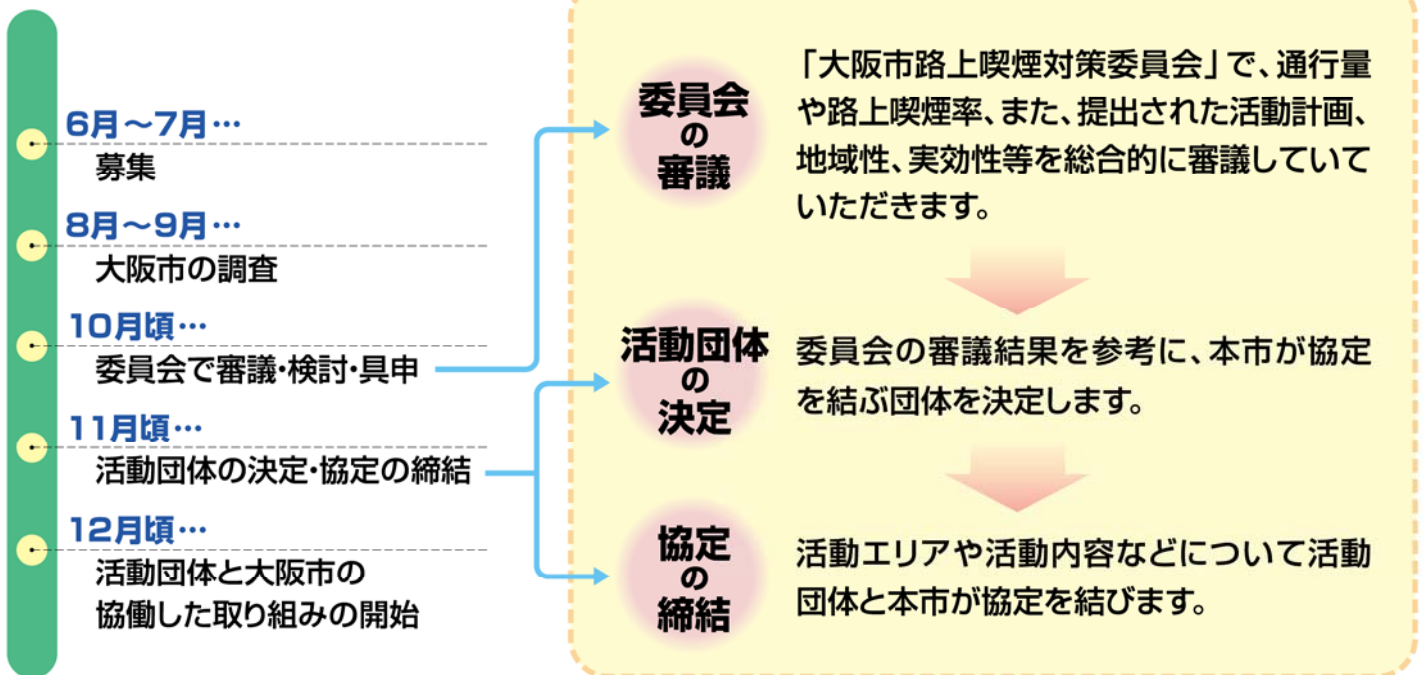 6月～7月…
募集
8月～9月…
大阪市の調査
10月頃…
委員会で審議・検討・具申
11月頃…
活動団体の決定・協定の締結
12月頃…
活動団体と大阪市の
協働した取り組みの開始
委員会
の
審議
「大阪市路上喫煙対策委員会」で、通行量
や路上喫煙率、また、提出された活動計画、
地域性、実効性等を総合的に審議していて
いただきます。
活動団体
の
決定
委員会の審議結果を参考に、本市が協定
を結ぶ団体を決定します。
協定
の
締結
活動エリアや活動内容などについて活動
団体と本市が協定を結びます。